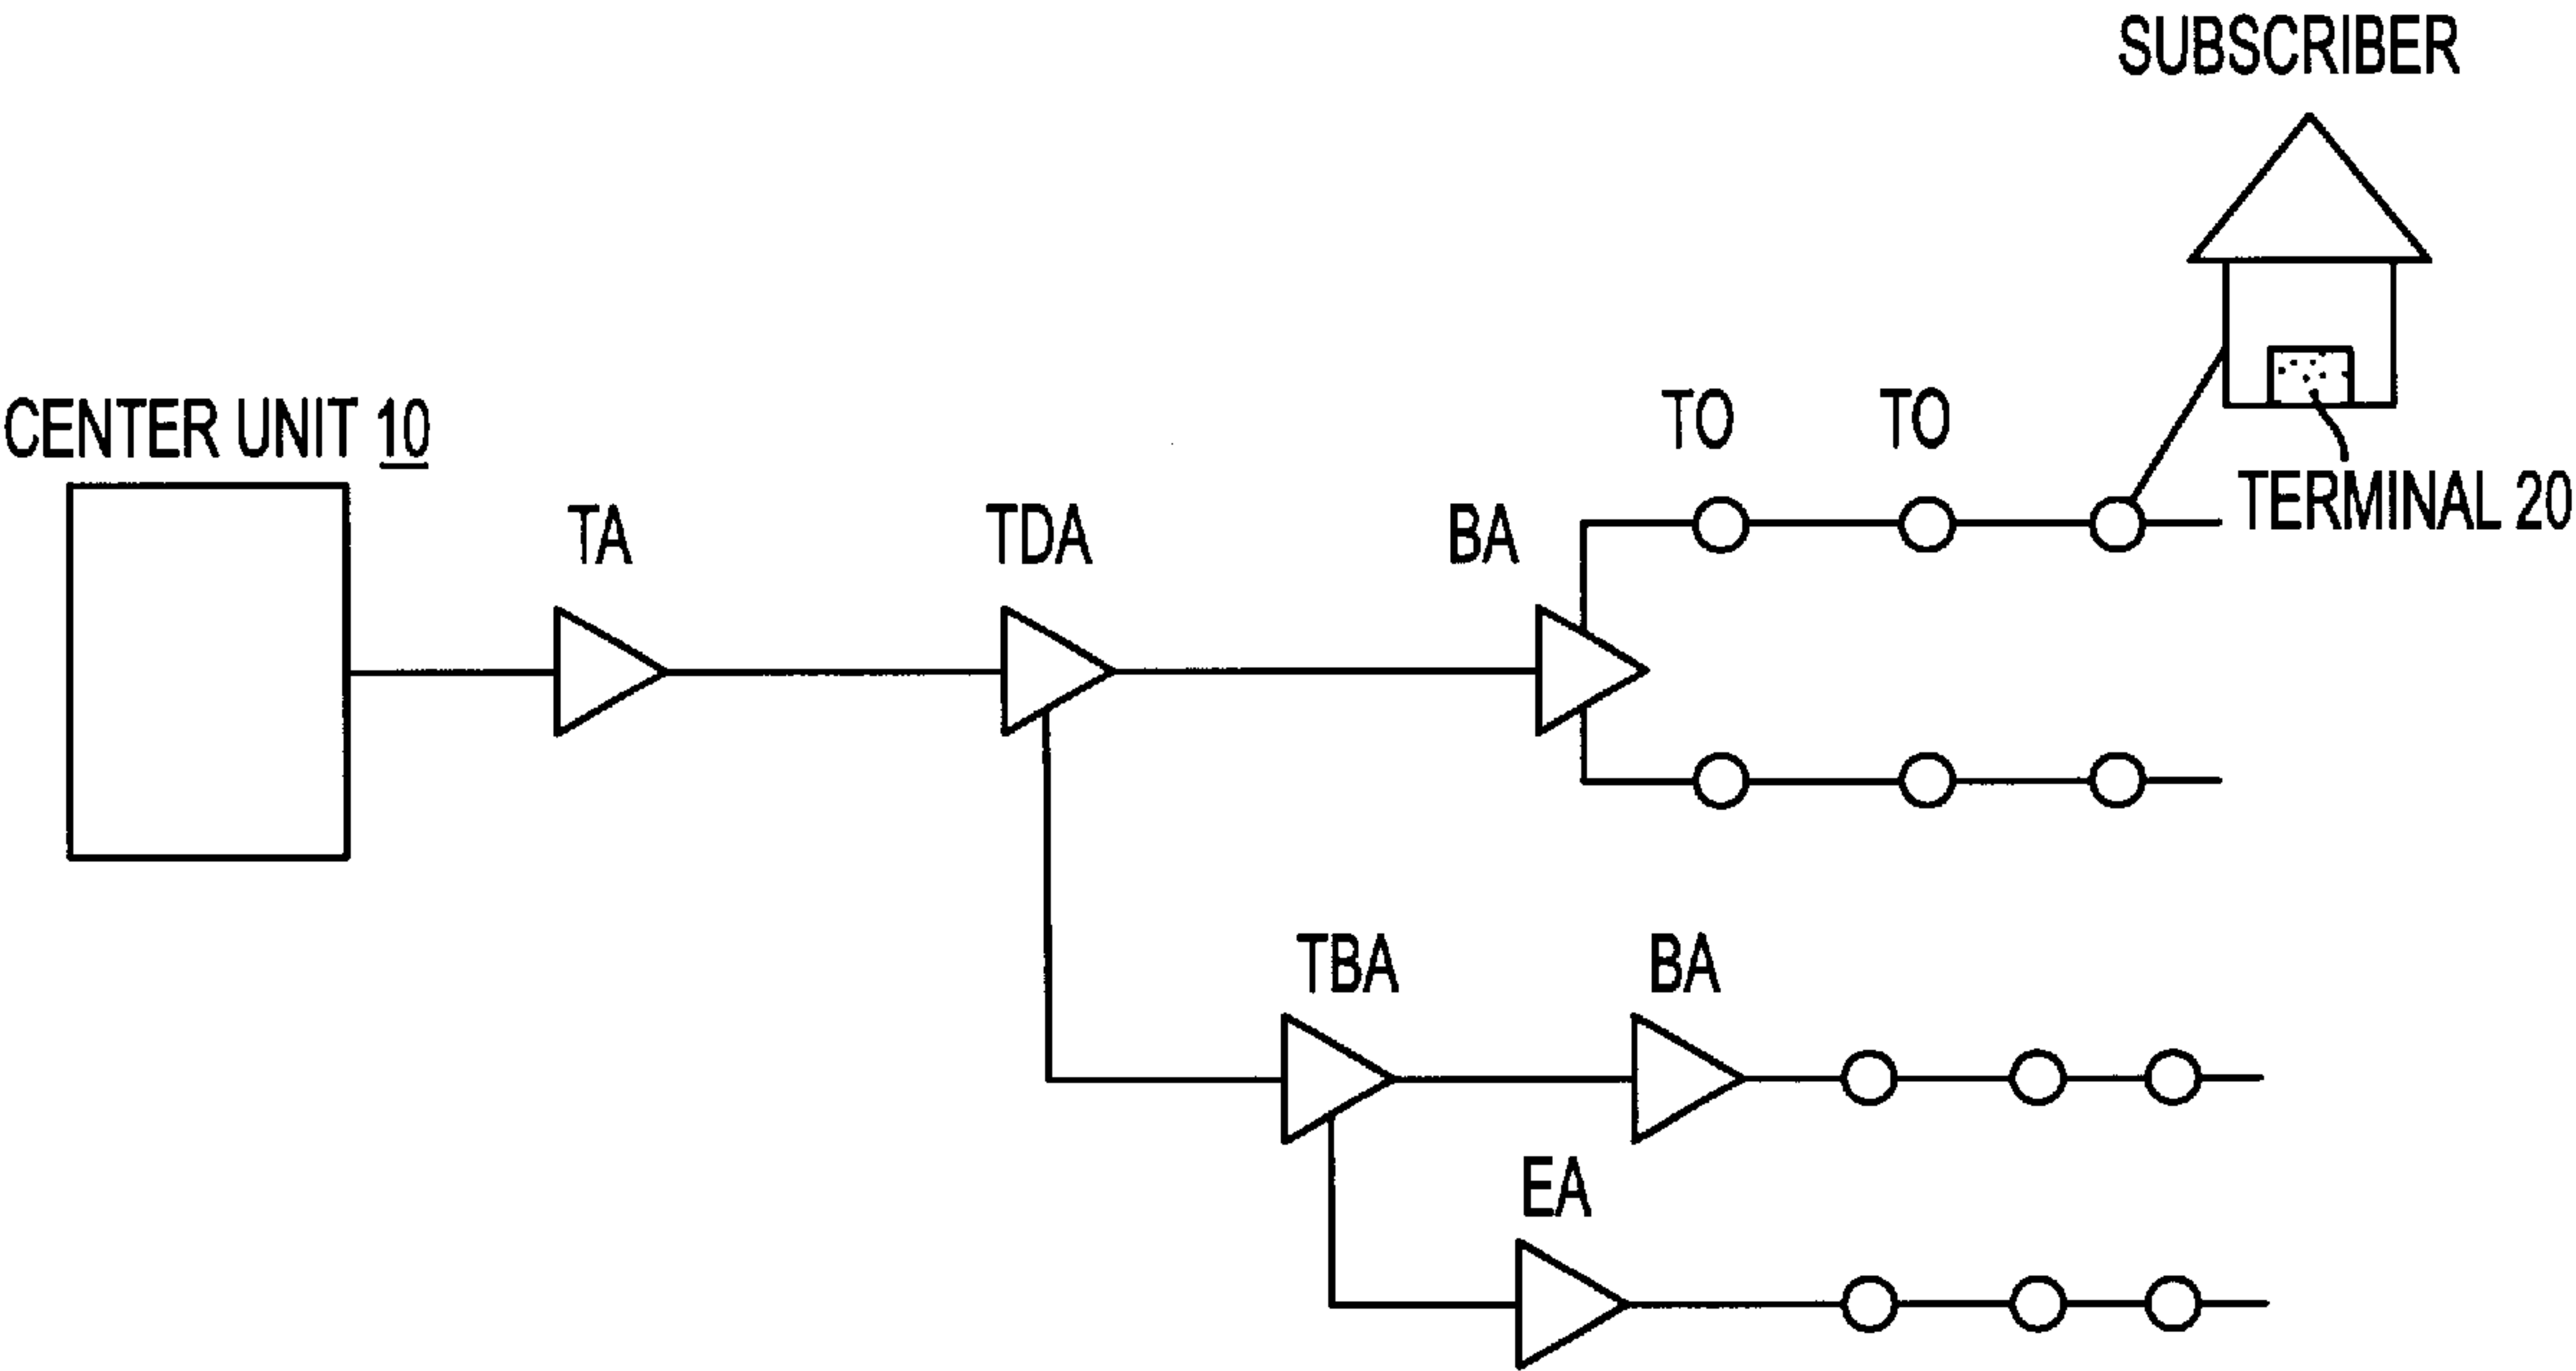 SUBSCRIBER
CENTER UNIT 10
TO
TO
TERMINAL 20
TA
TDA
BA
TBA
BA
EA